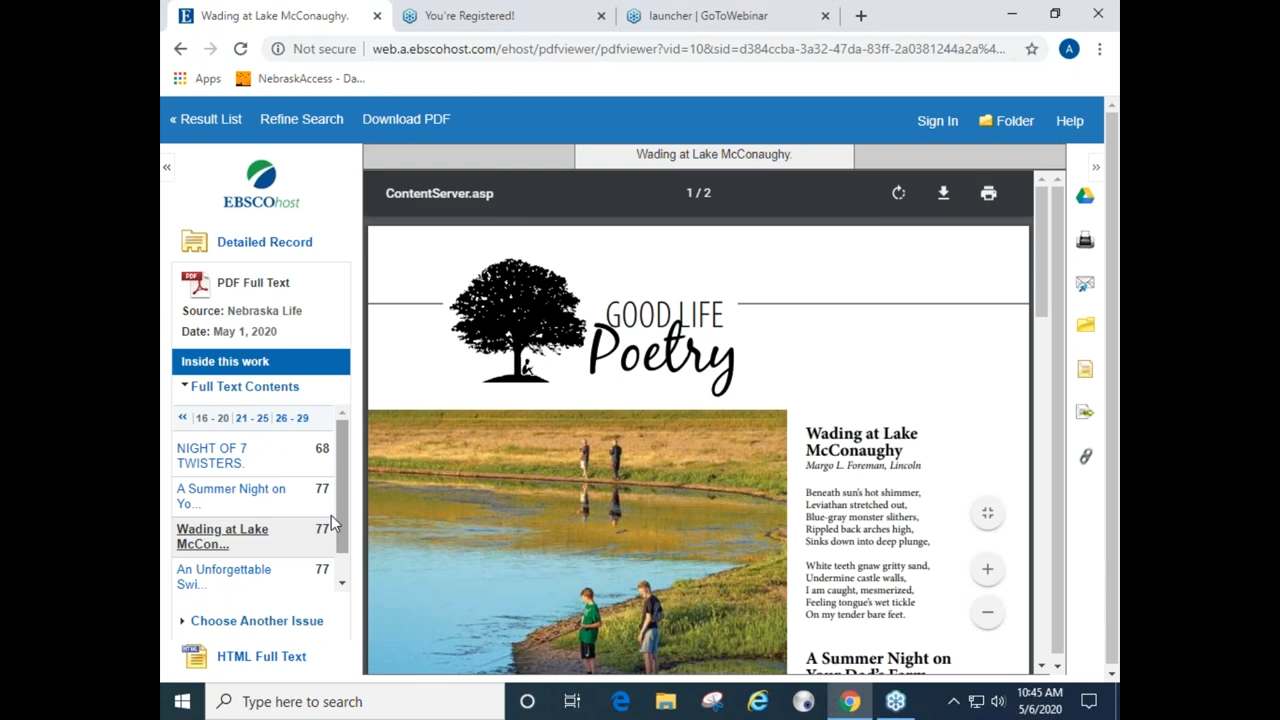 Wading at Lake McConaughy.
You're Registered!
launcher | GoToWebinar
Not secure
web.a.ebscohost.com/ehost/pdfviewer/pdfviewer?vid=10&sid=d384ccba-3a32-47da-83ff-2a0381244a2a%4...
A
Apps
NebraskAccess - Da...
« Result List
Refine Search
Download PDF
Sign In
Folder
Help
Wading at Lake McConaughy.
ContentServer.asp
1 / 2
EBSCOhost
Detailed Record
PDF
PDF Full Text
Source: Nebraska Life
Date: May 1, 2020
Inside this work
Full Text Contents
« | 16 - 20 | 21 - 25 | 26 - 29
NIGHT OF 7 68
TWISTERS.
A Summer Night on 77
Yo...
Wading at Lake 77
McCon...
An Unforgettable 77
Swi...
Choose Another Issue
HTML Full Text
GOOD LIFE
Poetry
Wading at Lake
McConaughy
Margo L. Foreman, Lincoln
Beneath sun's hot shimmer,
Leviathan stretched out,
Blue-gray monster slithers,
Rippled back arches high,
Sinks down into deep plunge,
White teeth gnaw gritty sand,
Undermine castle walls,
I am caught, mesmerized,
Feeling tongue's wet tickle
On my tender bare feet.
A Summer Night on
Your Dad's Farm
Type here to search
10:45 AM
5/6/2020